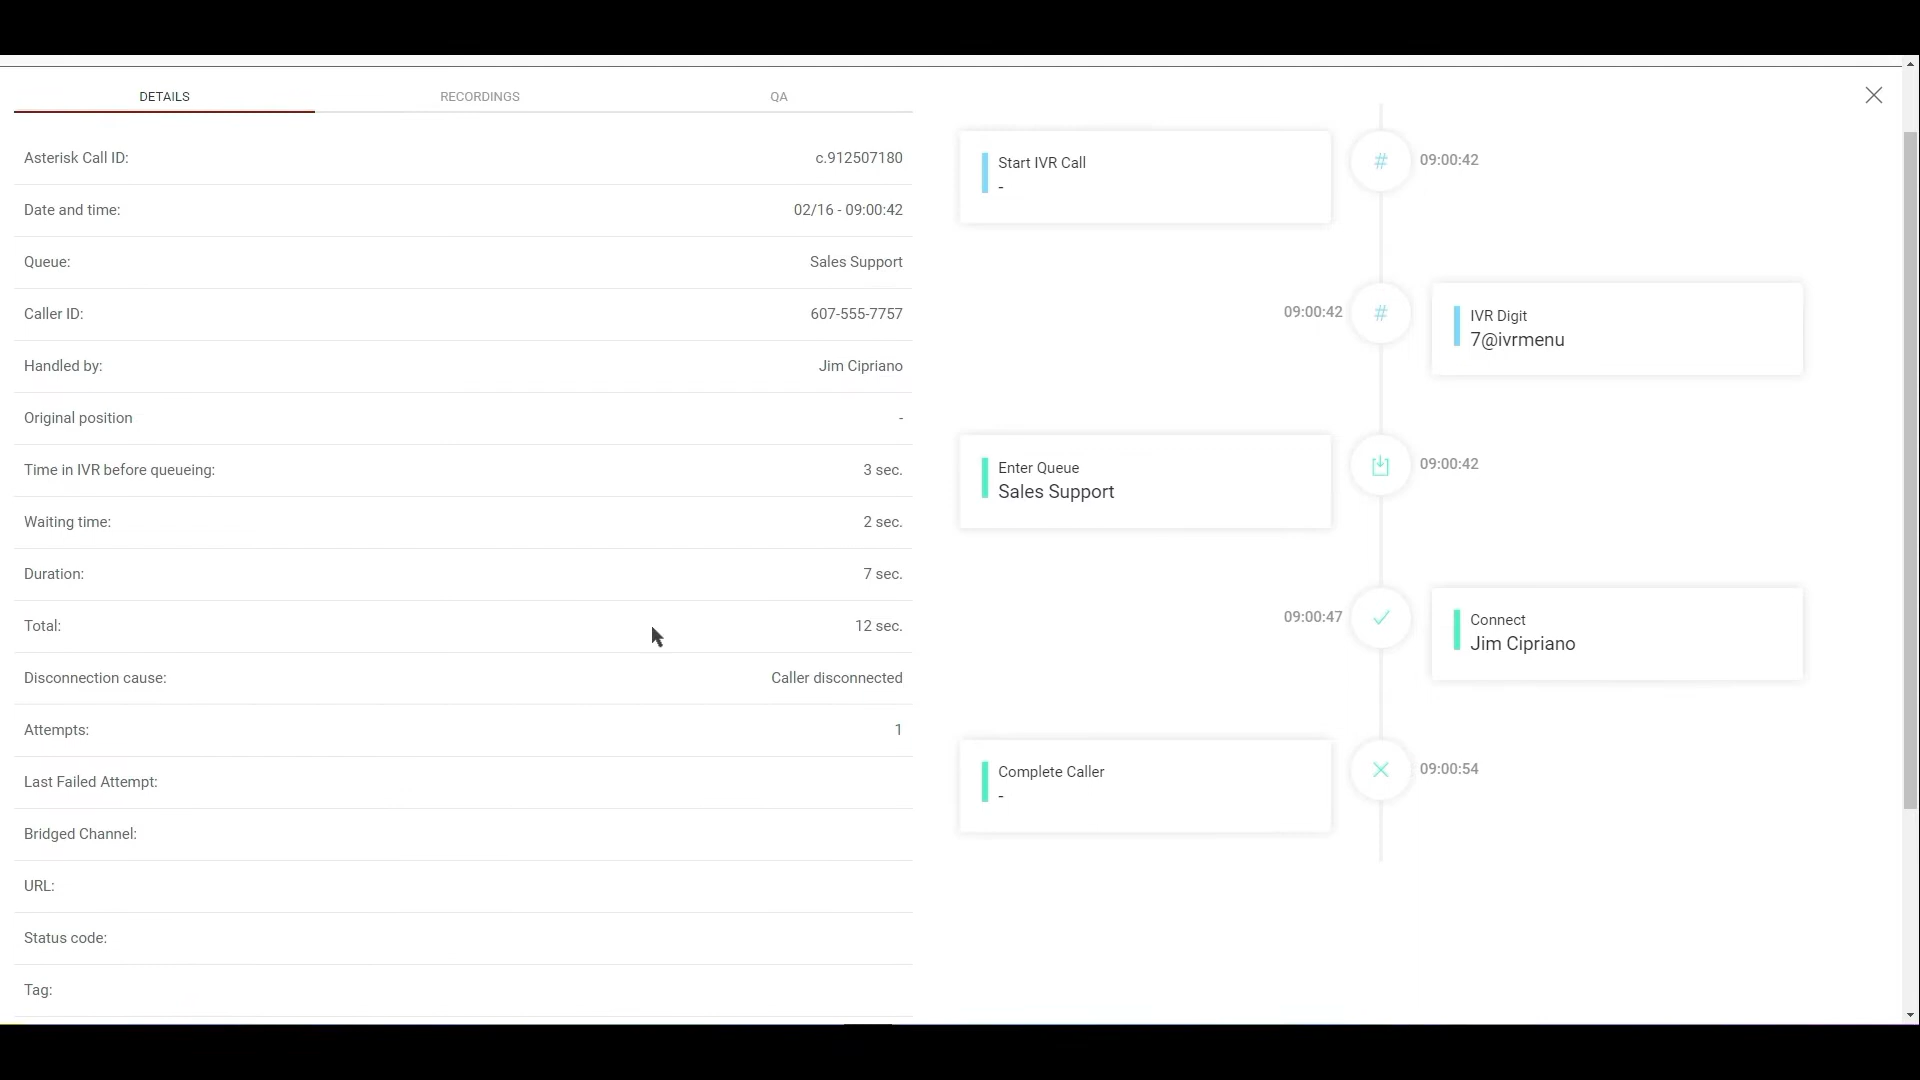 DETAILS RECORDINGS QA
Asterisk Call ID: c.912507180
Date and time: 02/16 - 09:00:42
Queue: Sales Support
Caller ID: 607-555-7757
Handled by: Jim Cipriano
Original position -
Time in IVR before queueing: 3 sec.
Waiting time: 2 sec.
Duration: 7 sec.
Total: 12 sec.
Disconnection cause: Caller disconnected
Attempts: 1
Last Failed Attempt:
Bridged Channel:
URL:
Status code:
Tag:
Start IVR Call
-
# 09:00:42
09:00:42 #
IVR Digit
7@ivrmenu
Enter Queue
Sales Support
09:00:42
09:00:47
Connect
Jim Cipriano
Complete Caller
-
09:00:54